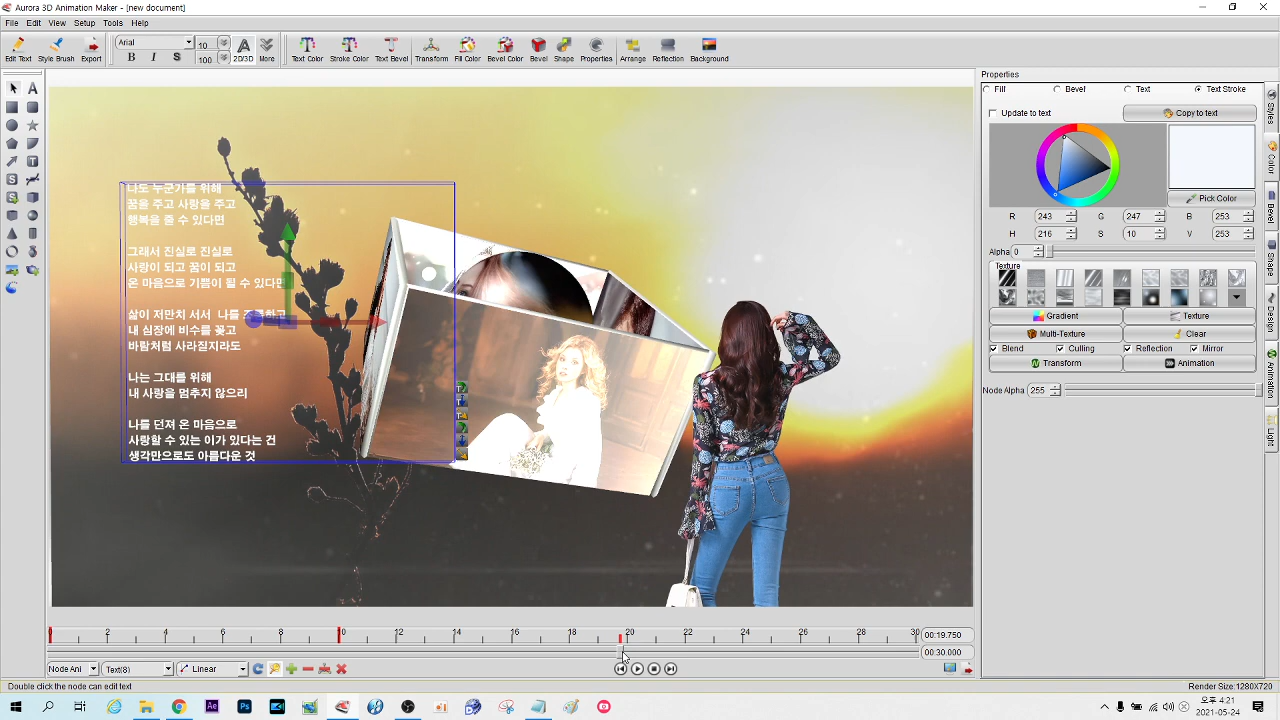 Aurora 3D Animation Maker - [new document]
File Edit View Setup Tools Help
Edit Text Style Brush Export
Arial 10
B I S 100 2D/3D More
Text Color Stroke Color Text Bevel Transform Fill Color Bevel Color Bevel Shape Properties Arrange Reflection Background
나도 누군가를 위해
꿈을 주고 사랑을 주고
행복을 줄 수 있다면
그래서 진실로 진실로
사랑이 되고 꿈이 되고
온 마음으로 기쁨이 될 수 있다면
삶이 저만치 서서 나를
내 심장에 비수를 꽂고
바람처럼 사라질지라도
나는 그대를 위해
내 사랑을 멈추지 않으리
나를 던져 온 마음으로
사랑할 수 있는 이가 있다는 건
생각만으로도 아름다운 것
Properties
Fill Bevel Text Text Stroke
Update to text Copy to text
Pick Color
R 243 G 247 B 253
H 216 S 10 V 253
Alpha 0
Texture
Gradient Texture
Multi-Texture Clear
Blend Culling Reflection Mirror
Transform Animation
Node Alpha 255
Styles
Color
Bevel
Shapes
Design
Animation
Light
0 2 4 6 8 10 12 14 16 18 20 22 24 26 28 30 00:19.750
00:30.000
Node Ani Text(8) Linear
Double click the node can edit text Render Size:1280X720
오후 4:21
2021-05-24